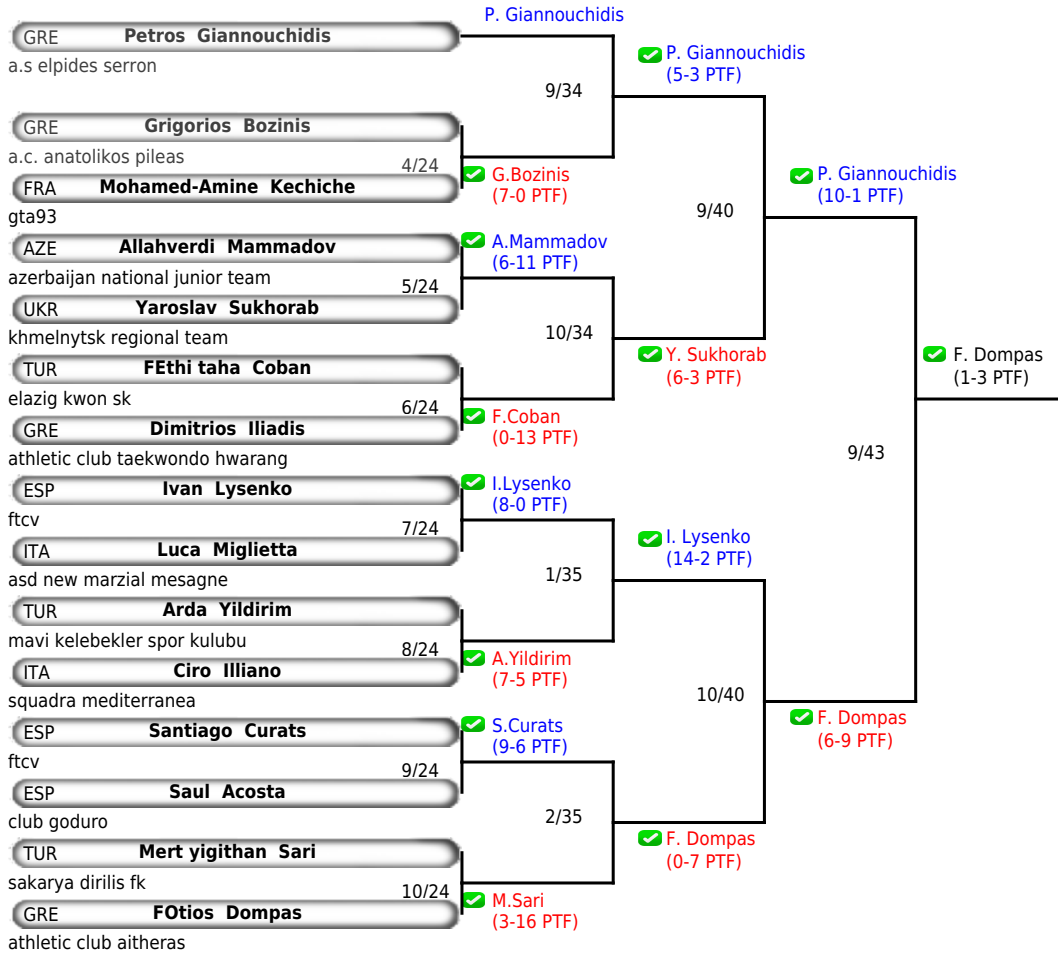 P. Giannouchidis
GRE Petros Giannouchidis
a.s elpides serron
P. Giannouchidis
(5-3 PTF)
9/34
GRE Grigorios Bozinis
a.c. anatolikos pileas
4/24
G.Bozinis
(7-0 PTF)
FRA Mohamed-Amine Kechiche
gta93
P. Giannouchidis
(10-1 PTF)
9/40
AZE Allahverdi Mammadov
azerbaijan national junior team
A.Mammadov
(6-11 PTF)
5/24
UKR Yaroslav Sukhorab
khmelnytsk regional team
10/34
Y. Sukhorab
(6-3 PTF)
F. Dompas
(1-3 PTF)
TUR FEthi taha Coban
elazig kwon sk
6/24
F.Coban
(0-13 PTF)
GRE Dimitrios Iliadis
athletic club taekwondo hwarang
9/43
ESP Ivan Lysenko
ftcv
I.Lysenko
(8-0 PTF)
7/24
ITA Luca Miglietta
asd new marzial mesagne
I. Lysenko
(14-2 PTF)
1/35
TUR Arda Yildirim
mavi kelebekler spor kulubu
8/24
A.Yildirim
(7-5 PTF)
ITA Ciro Illiano
squadra mediterranea
10/40
F. Dompas
(6-9 PTF)
ESP Santiago Curats
ftcv
S.Curats
(9-6 PTF)
9/24
ESP Saul Acosta
club goduro
2/35
F. Dompas
(0-7 PTF)
TUR Mert yigithan Sari
sakarya dirilis fk
10/24
M.Sari
(3-16 PTF)
GRE FOtios Dompas
athletic club aitheras